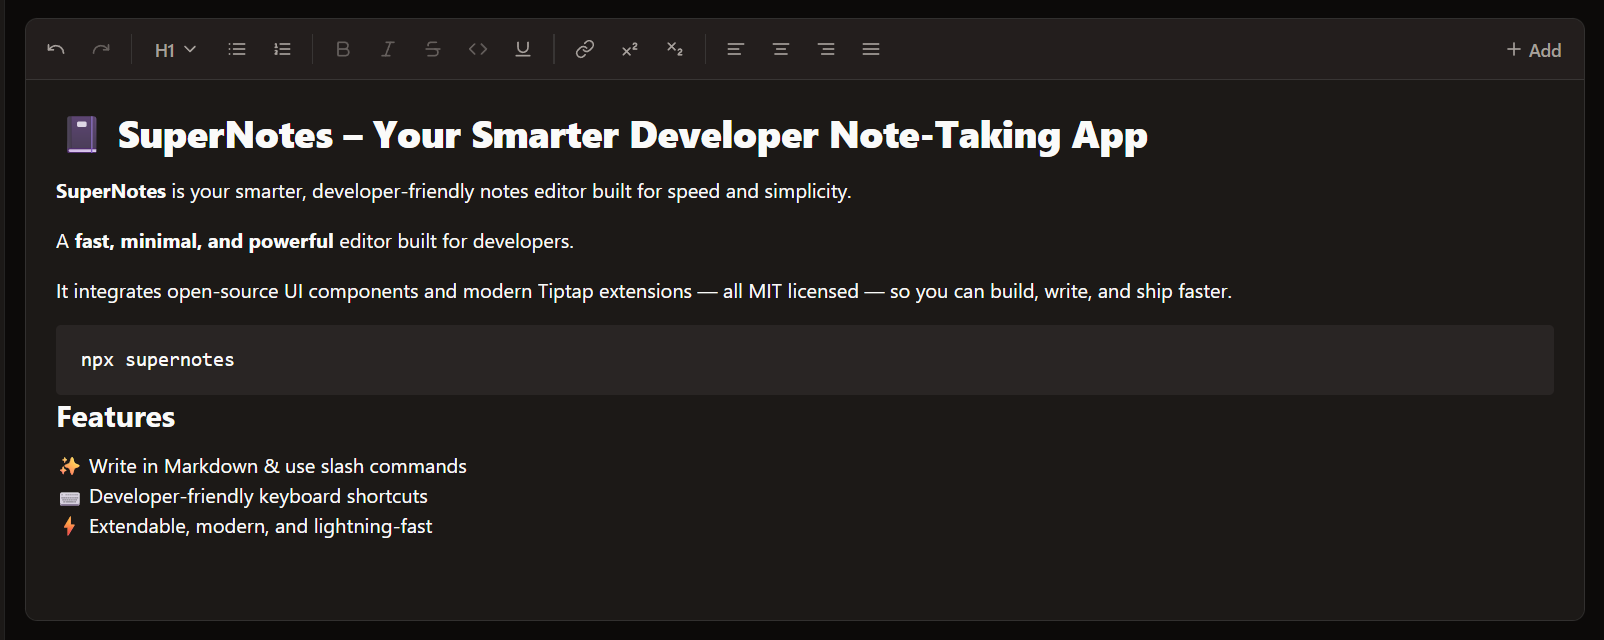 H1
+ Add
SuperNotes – Your Smarter Developer Note-Taking App
SuperNotes is your smarter, developer-friendly notes editor built for speed and simplicity.
A fast, minimal, and powerful editor built for developers.
It integrates open-source UI components and modern Tiptap extensions — all MIT licensed — so you can build, write, and ship faster.
npx supernotes
Features
✨ Write in Markdown & use slash commands
⌨️ Developer-friendly keyboard shortcuts
⚡ Extendable, modern, and lightning-fast